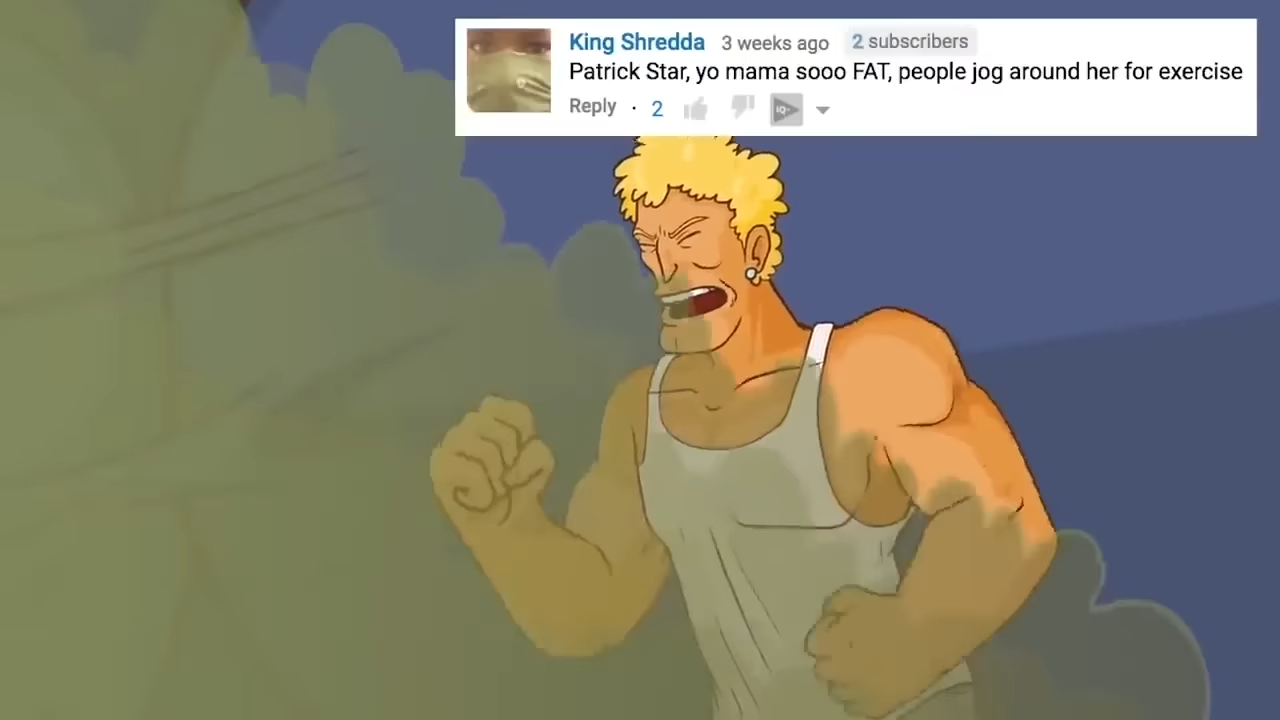 King Shredda 3 weeks ago 2 subscribers
Patrick Star, yo mama sooo FAT, people jog around her for exercise
Reply · 2 IQ+